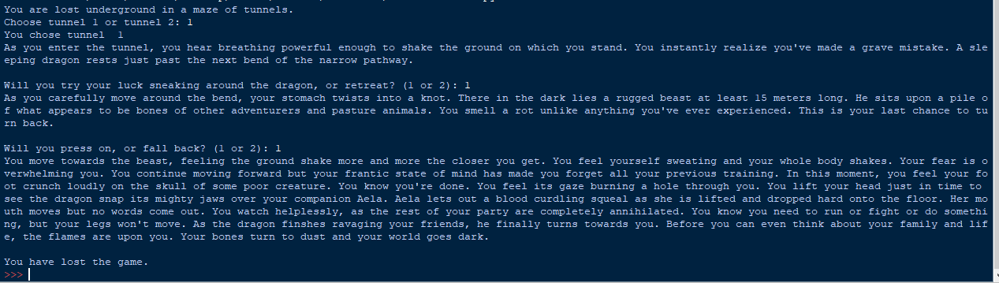 You are lost underground in a maze of tunnels.
Choose tunnel 1 or tunnel 2: 1
You chose tunnel  1
As you enter the tunnel, you hear breathing powerful enough to shake the ground on which you stand. You instantly realize you've made a grave mistake. A sle
eping dragon rests just past the next bend of the narrow pathway.
Will you try your luck sneaking around the dragon, or retreat? (1 or 2): 1
As you carefully move around the bend, your stomach twists into a knot. There in the dark lies a rugged beast at least 15 meters long. He sits upon a pile o
f what appears to be bones of other adventurers and pasture animals. You smell a rot unlike anything you've ever experienced. This is your last chance to tu
rn back.
Will you press on, or fall back? (1 or 2): 1
You move towards the beast, feeling the ground shake more and more the closer you get. You feel yourself sweating and your whole body shakes. Your fear is o
verwhelming you. You continue moving forward but your frantic state of mind has made you forget all your previous training. In this moment, you feel your fo
ot crunch loudly on the skull of some poor creature. You know you're done. You feel its gaze burning a hole through you. You lift your head just in time to
see the dragon snap its mighty jaws over your companion Aela. Aela lets out a blood curdling squeal as she is lifted and dropped hard onto the floor. Her mo
uth moves but no words come out. You watch helplessly, as the rest of your party are completely annihilated. You know you need to run or fight or do somethi
ng, but your legs won't move. As the dragon finshes ravaging your friends, he finally turns towards you. Before you can even think about your family and lif
e, the flames are upon you. Your bones turn to dust and your world goes dark.
You have lost the game.
>>>